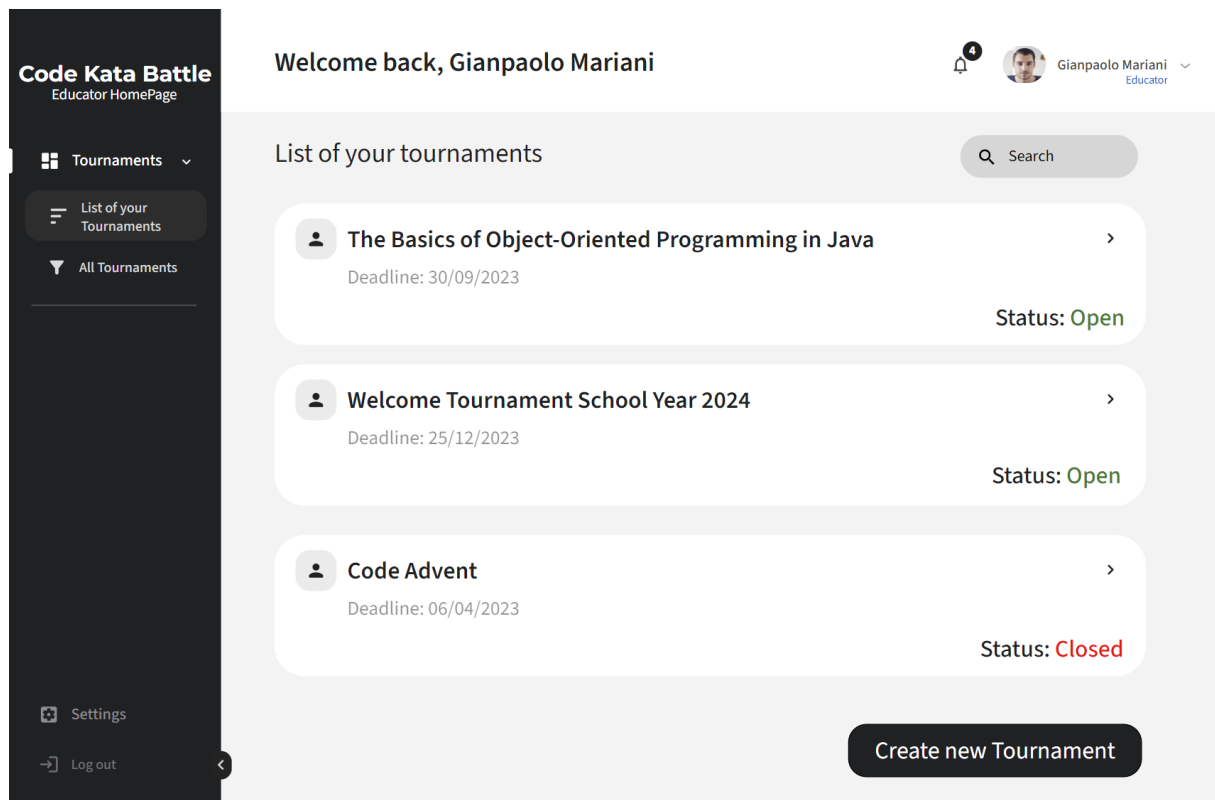 Code Kata Battle
Educator HomePage
Tournaments
List of your
Tournaments
All Tournaments
Settings
Log out
Welcome back, Gianpaolo Mariani
4
Gianpaolo Mariani
Educator
List of your tournaments
Search
The Basics of Object-Oriented Programming in Java
Deadline: 30/09/2023
Status: Open
Welcome Tournament School Year 2024
Deadline: 25/12/2023
Status: Open
Code Advent
Deadline: 06/04/2023
Status: Closed
Create new Tournament